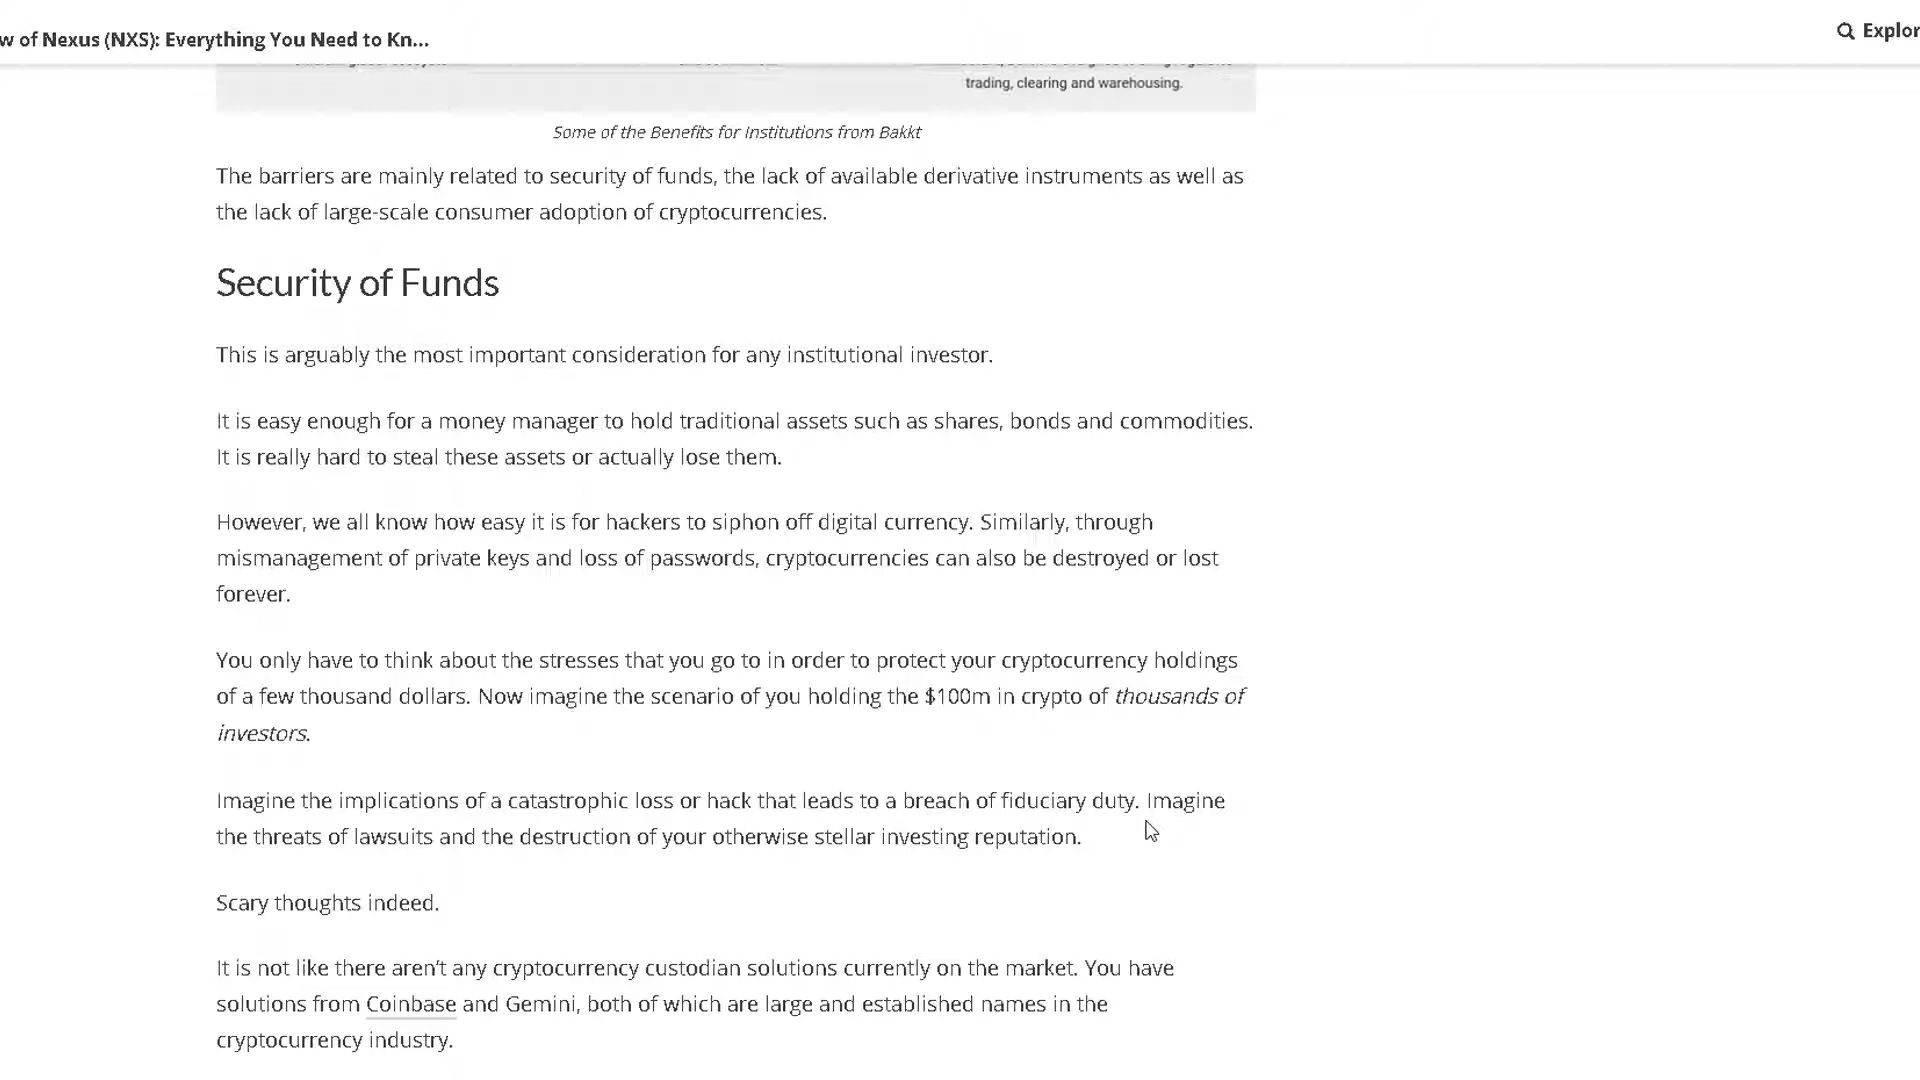 w of Nexus (NXS): Everything You Need to Kn...
Explor
trading, clearing and warehousing.
Some of the Benefits for Institutions from Bakkt
The barriers are mainly related to security of funds, the lack of available derivative instruments as well as
the lack of large-scale consumer adoption of cryptocurrencies.
Security of Funds
This is arguably the most important consideration for any institutional investor.
It is easy enough for a money manager to hold traditional assets such as shares, bonds and commodities.
It is really hard to steal these assets or actually lose them.
However, we all know how easy it is for hackers to siphon off digital currency. Similarly, through
mismanagement of private keys and loss of passwords, cryptocurrencies can also be destroyed or lost
forever.
You only have to think about the stresses that you go to in order to protect your cryptocurrency holdings
of a few thousand dollars. Now imagine the scenario of you holding the $100m in crypto of thousands of
investors.
Imagine the implications of a catastrophic loss or hack that leads to a breach of fiduciary duty. Imagine
the threats of lawsuits and the destruction of your otherwise stellar investing reputation.
Scary thoughts indeed.
It is not like there aren't any cryptocurrency custodian solutions currently on the market. You have
solutions from Coinbase and Gemini, both of which are large and established names in the
cryptocurrency industry.